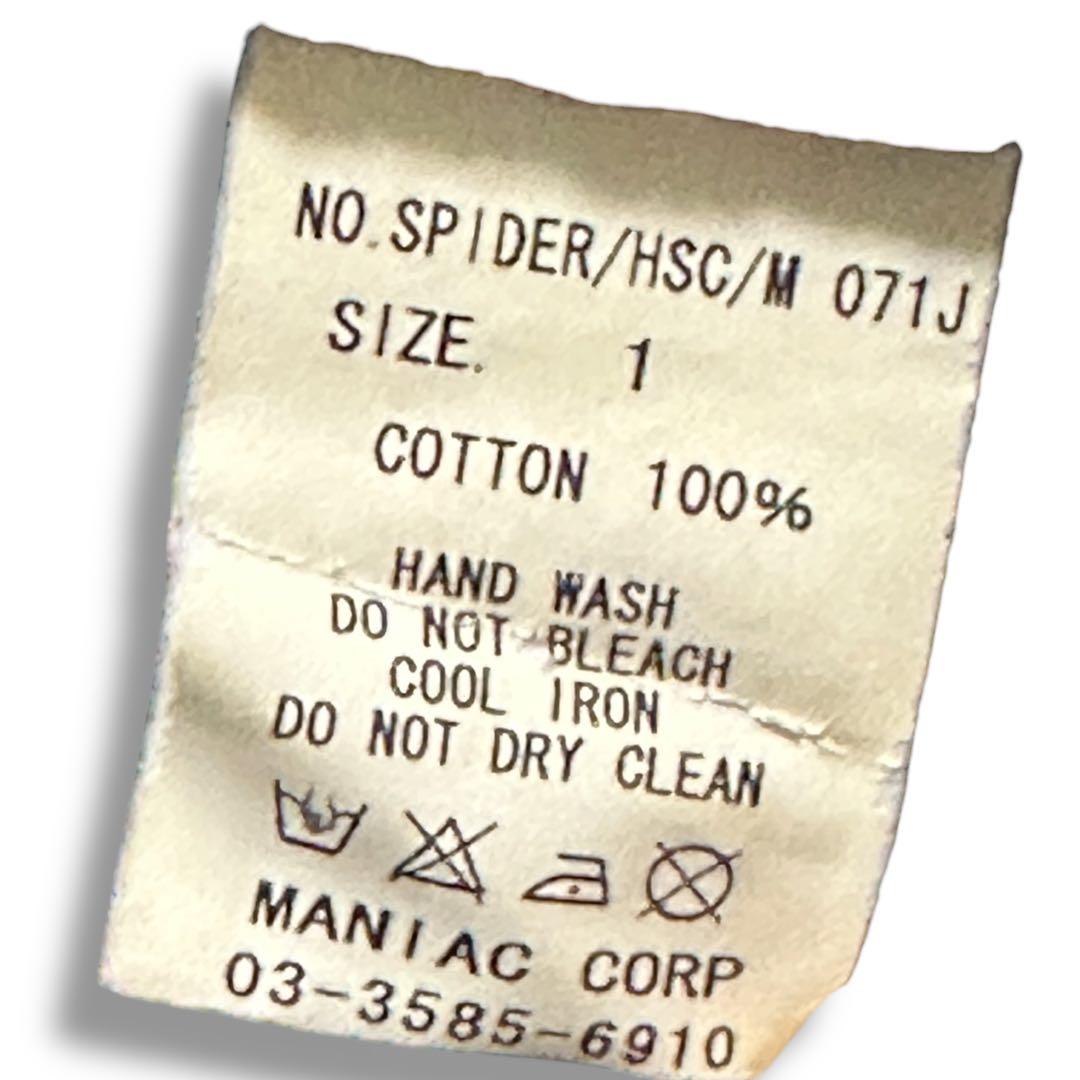 NO.SPIDER/HSC/M 071J
SIZE. 1
COTTON 100%
HAND WASH
DO NOT BLEACH
COOL IRON
DO NOT DRY CLEAN
MANIAC CORP
03-3585-6910